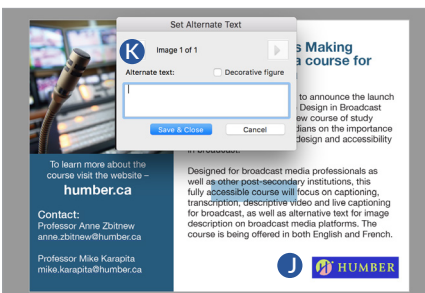 Set Alternate Text
K
Image 1 of 1
Alternate text:
Decorative figure
Save & Close
Cancel
s Making
a course for
to announce the launch
Design in Broadcast
ew course of study
dians on the importance
design and accessibility
in broadcast.
To learn more about the
course visit the website –
humber.ca
Contact:
Professor Anne Zbitnew
anne.zbitnew@humber.ca
Professor Mike Karapita
mike.karapita@humber.ca
Designed for broadcast media professionals as
well as other post-secondary institutions, this
fully accessible course will focus on captioning,
transcription, descriptive video and live captioning
for broadcast, as well as alternative text for image
description on broadcast media platforms. The
course is being offered in both English and French.
J
HUMBER